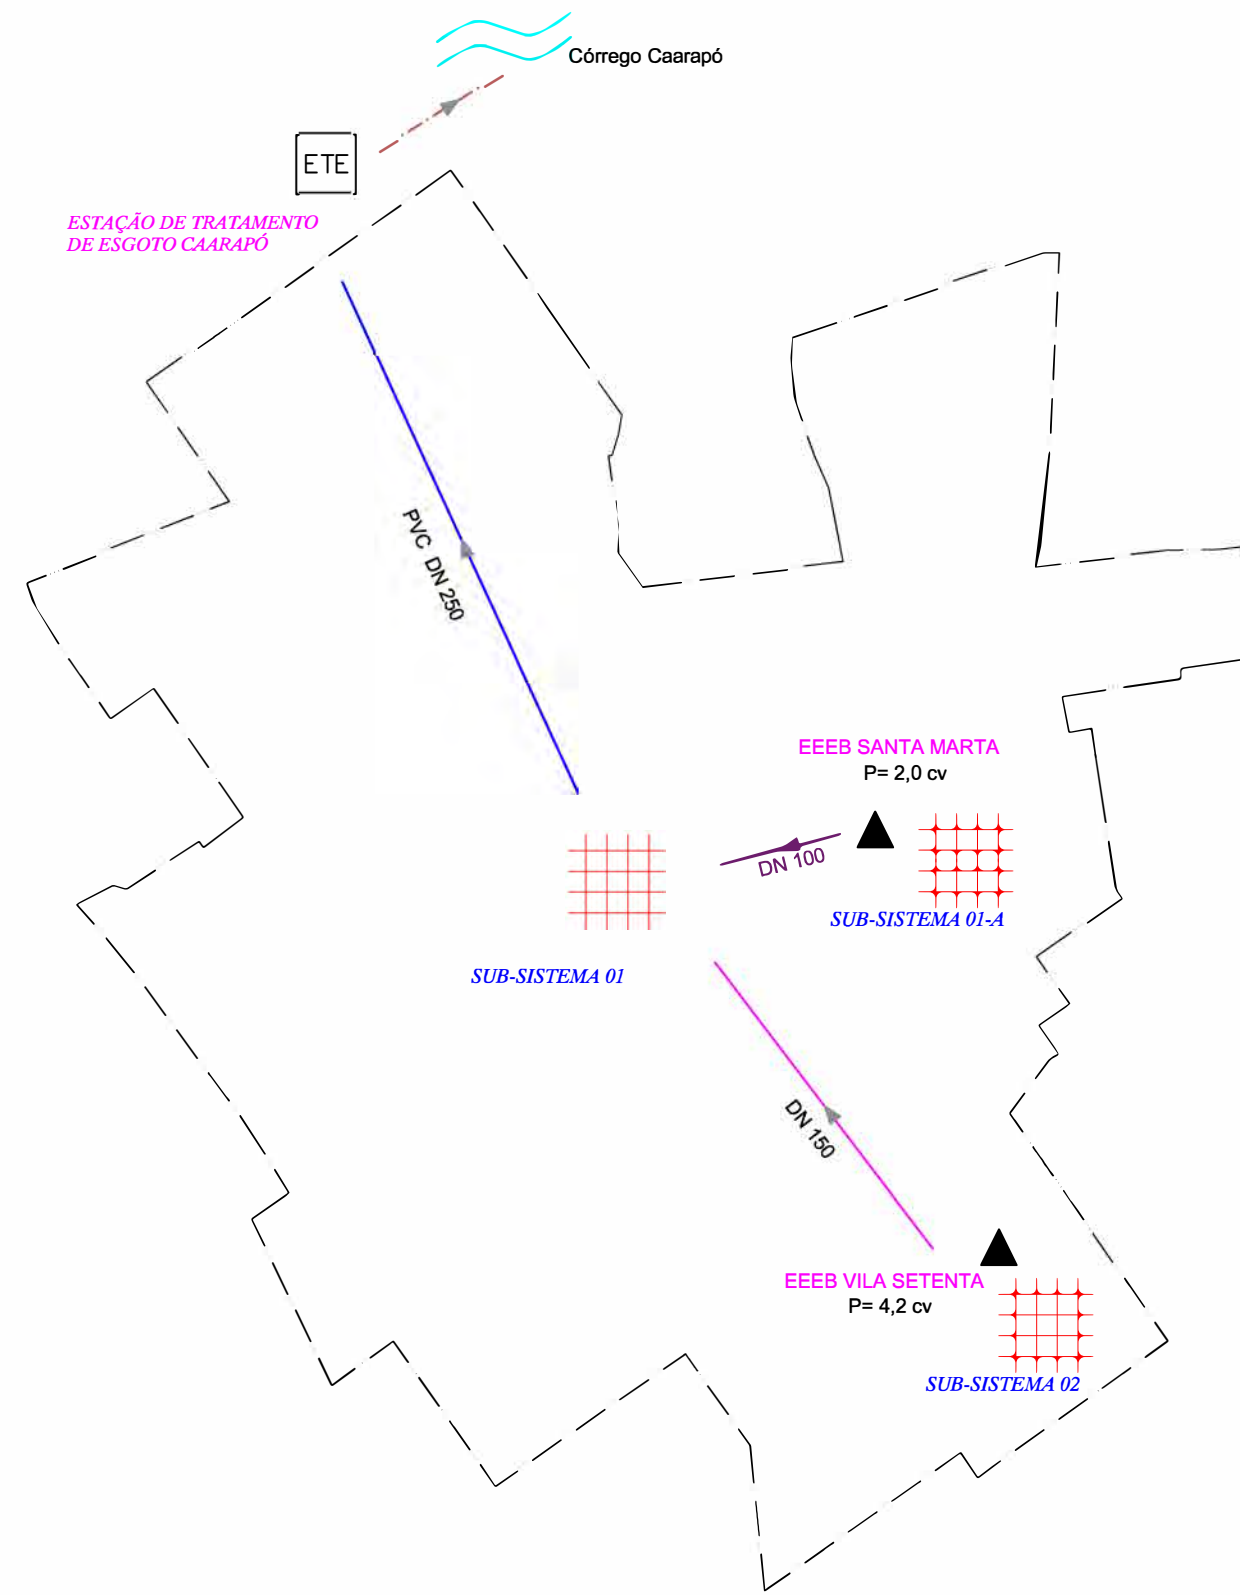 Córrego Caarapó
ETE
ESTAÇÃO DE TRATAMENTO
DE ESGOTO CAARAPÓ
PVC DN 250
EEEB SANTA MARTA
P= 2,0 cv
DN 100
SUB-SISTEMA 01-A
SUB-SISTEMA 01
DN 150
EEEB VILA SETENTA
P= 4,2 cv
SUB-SISTEMA 02